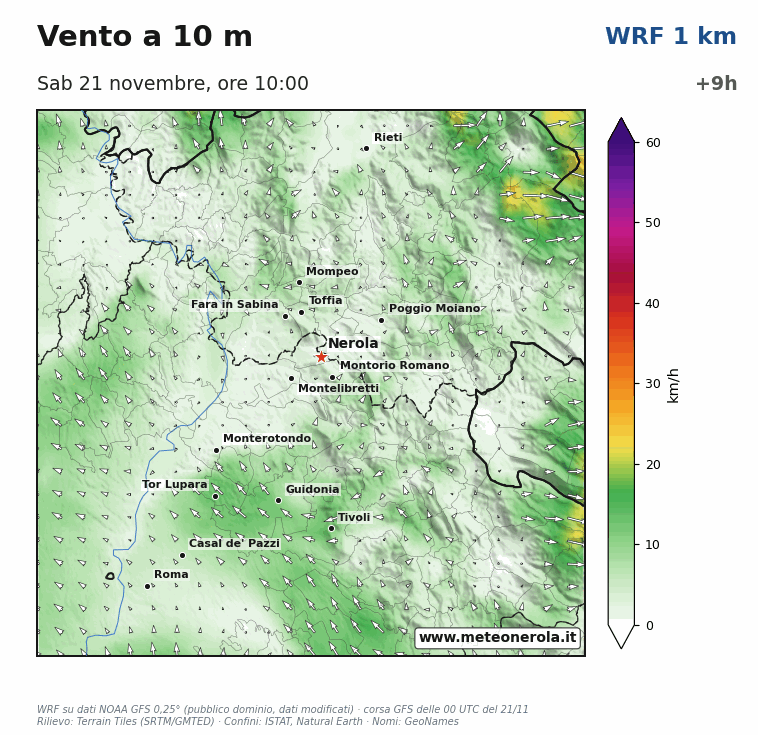 Vento a 10 m
WRF 1 km
Sab 21 novembre, ore 10:00
+9h
Rieti
Mompeo
Fara in Sabina
Toffia
Poggio Moiano
Nerola
Montorio Romano
Montelibretti
Monterotondo
Tor Lupara
Guidonia
Tivoli
Casal de' Pazzi
Roma
www.meteonerola.it
60
50
40
30
20
10
0
km/h
WRF su dati NOAA GFS 0,25° (pubblico dominio, dati modificati) · corsa GFS delle 00 UTC del 21/11
Rilievo: Terrain Tiles (SRTM/GMTED) · Confini: ISTAT, Natural Earth · Nomi: GeoNames